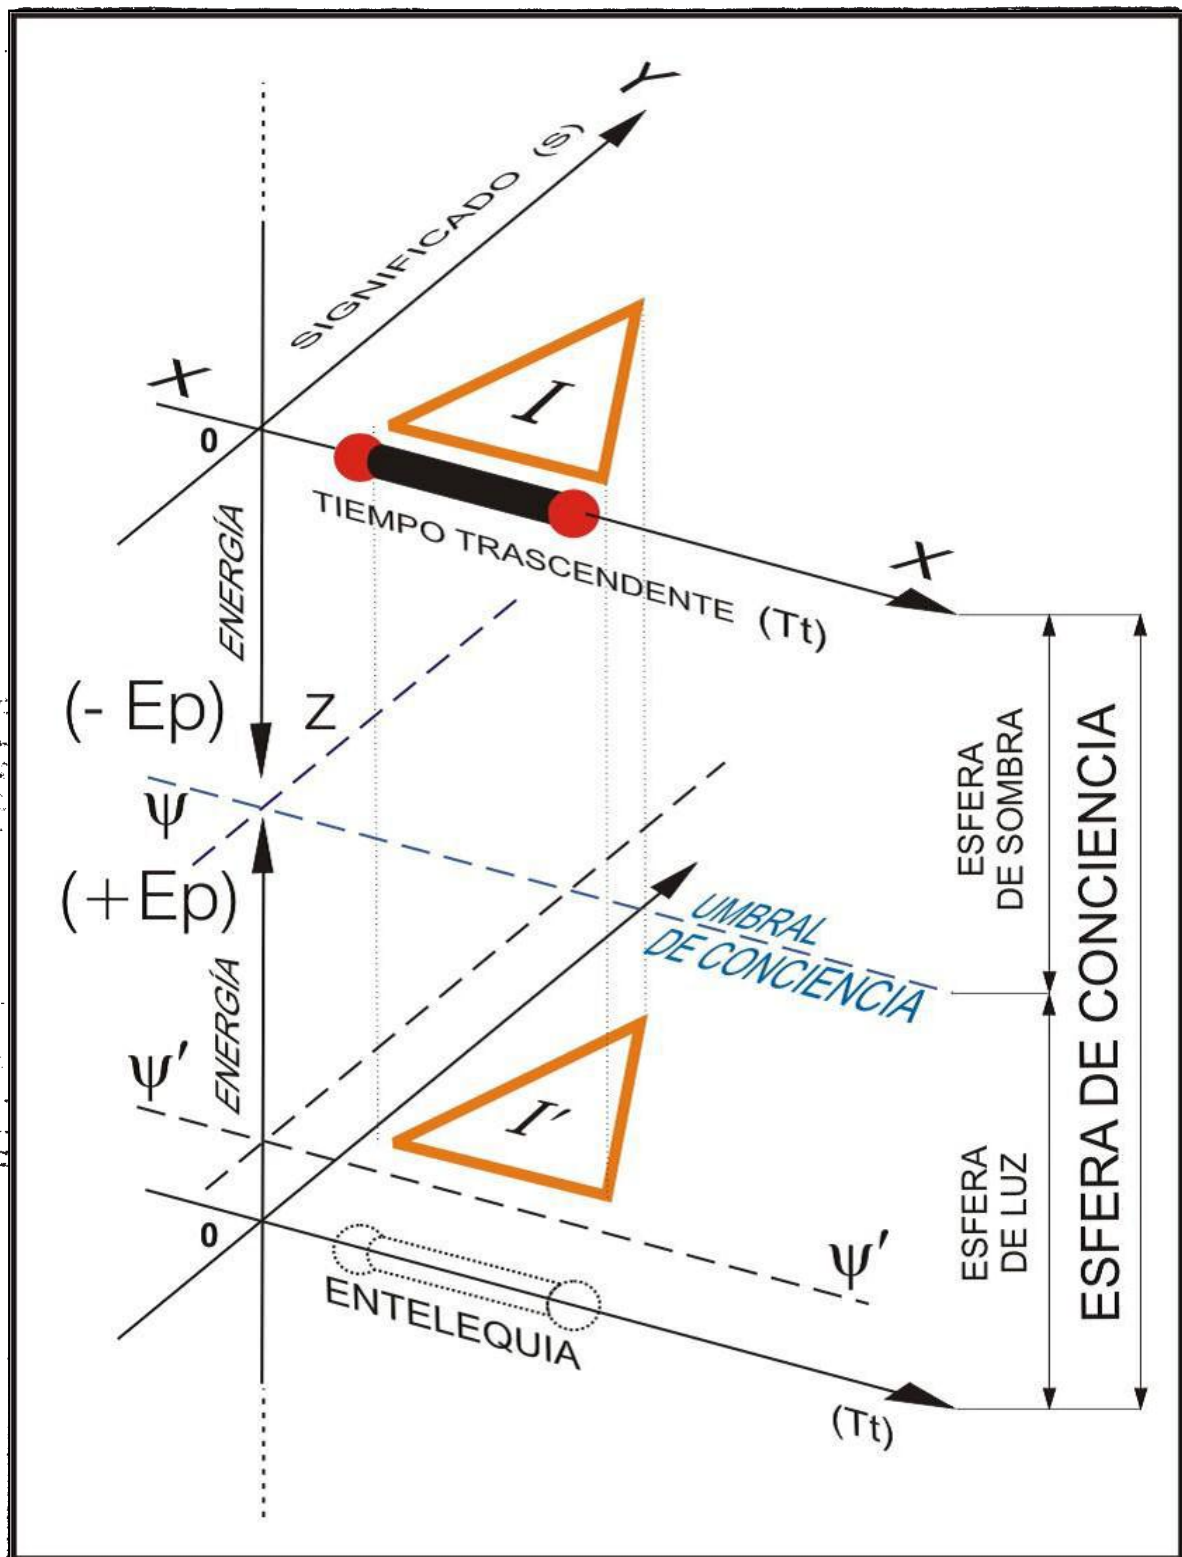 Y
SIGNIFICADO (S)
X
I
0
TIEMPO TRASCENDENTE (Tt)
X
ENERGÍA
(- Ep)
Z
ESFERA
DE SOMBRA
ESFERA DE CONCIENCIA
ψ
(+Ep)
UMBRAL
DE CONCIENCIA
ENERGÍA
ψ′
I′
ESFERA
DE LUZ
0
ψ′
ENTELEQUIA
(Tt)